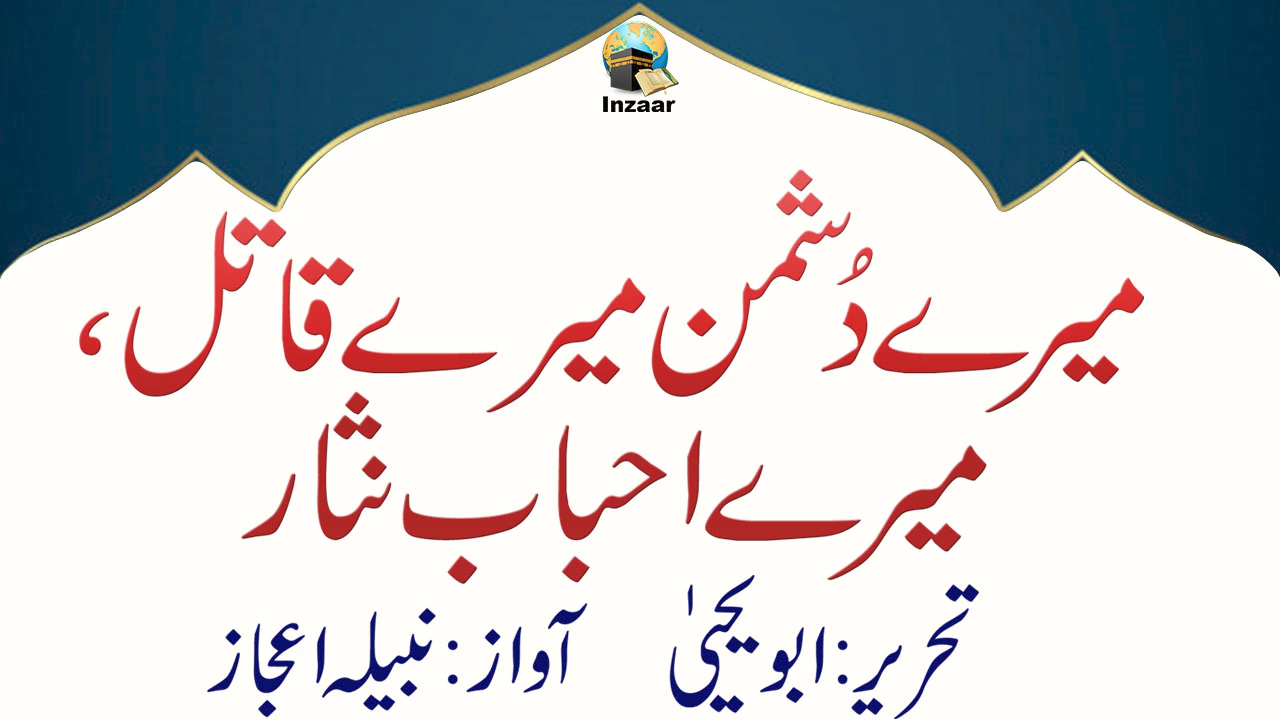 Inzaar
میرے دُشمن میرے قاتل،
میرے احباب نثار
تحریر: ابویحییٰ آواز: نبیلہ اعجاز